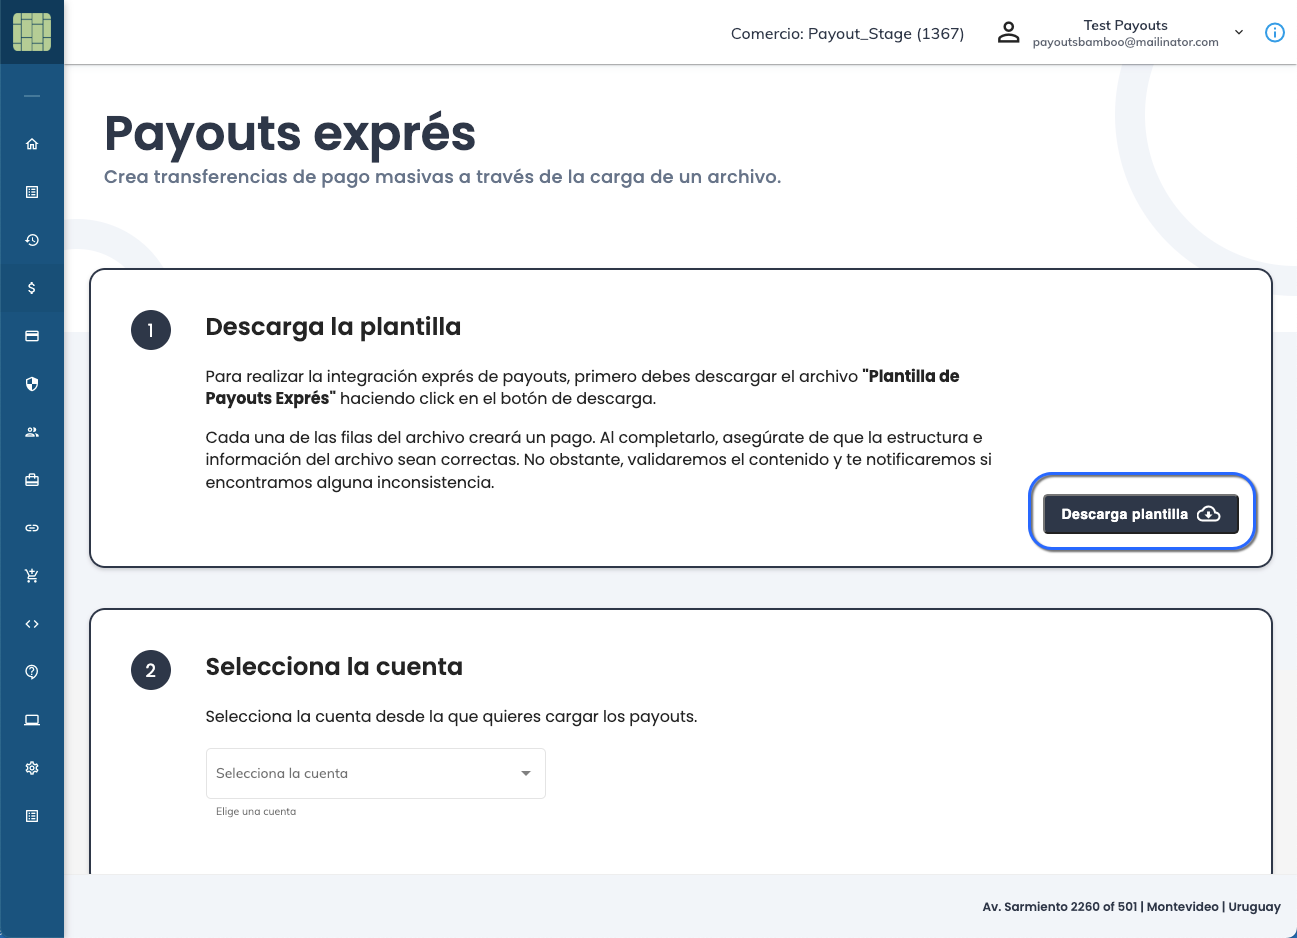 Comercio: Payout_Stage (1367)
Test Payouts
payoutsbamboo@mailinator.com
Payouts exprés
Crea transferencias de pago masivas a través de la carga de un archivo.
1
Descarga la plantilla
Para realizar la integración exprés de payouts, primero debes descargar el archivo "Plantilla de
Payouts Exprés" haciendo click en el botón de descarga.
Cada una de las filas del archivo creará un pago. Al completarlo, asegúrate de que la estructura e
información del archivo sean correctas. No obstante, validaremos el contenido y te notificaremos si
encontramos alguna inconsistencia.
Descarga plantilla
2
Selecciona la cuenta
Selecciona la cuenta desde la que quieres cargar los payouts.
Selecciona la cuenta
Elige una cuenta
Av. Sarmiento 2260 of 501 | Montevideo | Uruguay